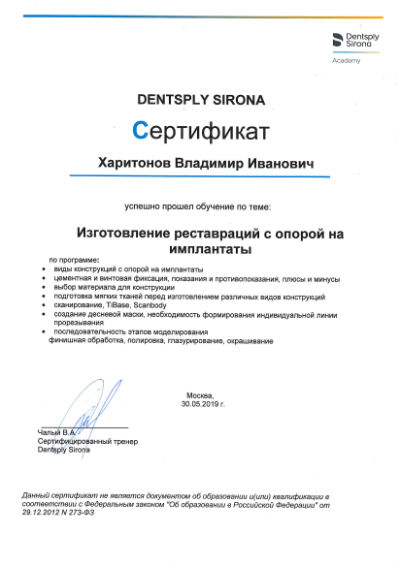 Dentsply
Sirona
Academy
DENTSPLY SIRONA
Сертификат
Харитонов Владимир Иванович
успешно прошел обучение по теме:
Изготовление реставраций с опорой на
имплантаты
по программе:
• виды конструкций с опорой на имплантаты
• цементная и винтовая фиксация, показания и противопоказания, плюсы и минусы
• выбор материала для конструкции
• подготовка мягких тканей перед изготовлением различных видов конструкций
• сканирование, TiBase, Scanbody
• создание десневой маски, необходимость формирования индивидуальной линии
прорезывания
• последовательность этапов моделирования
финишная обработка, полировка, глазурирование, окрашивание
Москва,
30.05.2019 г.
Чалый В.А.
Сертифицированный тренер
Dentsply Sirona
Данный сертификат не является документом об образовании и(или) квалификации в
соответствии с Федеральным законом "Об образовании в Российской Федерации" от
29.12.2012 N 273-ФЗ